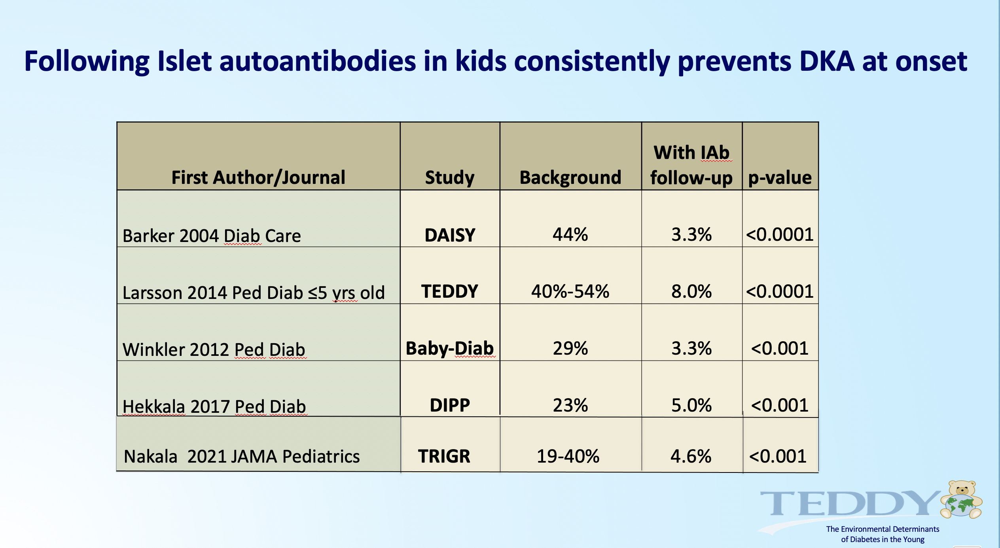 Following Islet autoantibodies in kids consistently prevents DKA at onset
First Author/Journal Study Background With IAb follow-up p-value
Barker 2004 Diab Care DAISY 44% 3.3% <0.0001
Larsson 2014 Ped Diab ≤5 yrs old TEDDY 40%-54% 8.0% <0.0001
Winkler 2012 Ped Diab Baby-Diab 29% 3.3% <0.001
Hekkala 2017 Ped Diab DIPP 23% 5.0% <0.001
Nakala 2021 JAMA Pediatrics TRIGR 19-40% 4.6% <0.001
TEDDY
The Environmental Determinants
of Diabetes in the Young